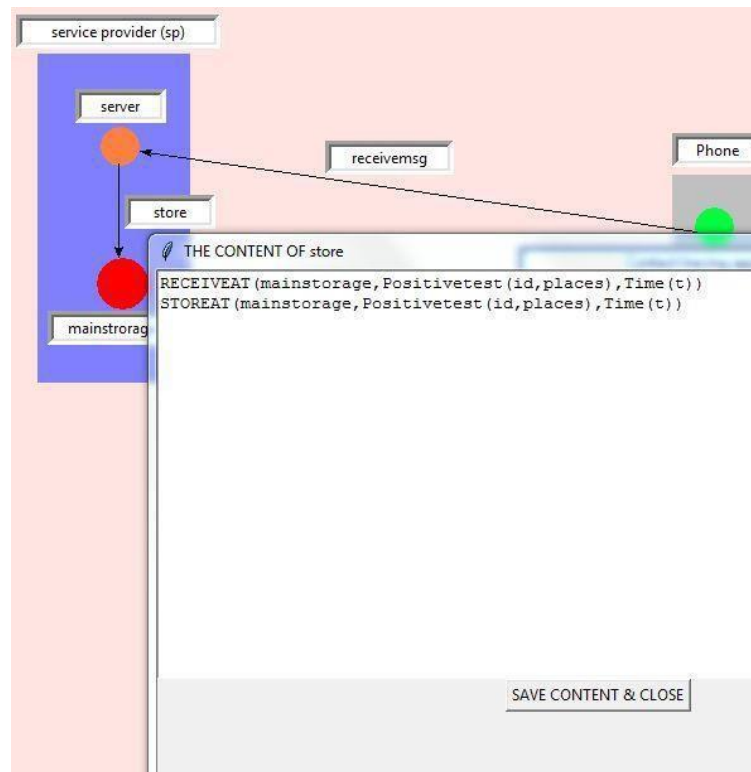 service provider (sp)
server
receivemsg
Phone
store
THE CONTENT OF store
RECEIVEAT(mainstorage,Positivetest(id,places),Time(t))
STOREAT(mainstorage,Positivetest(id,places),Time(t))
mainstrorag
SAVE CONTENT & CLOSE